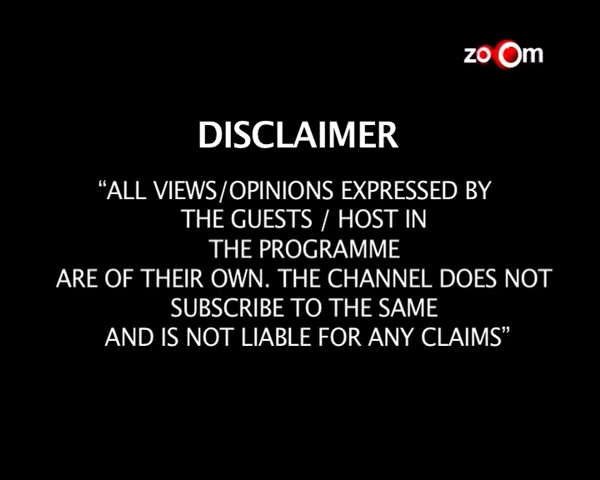 zoom
DISCLAIMER
“ALL VIEWS/OPINIONS EXPRESSED BY
THE GUESTS / HOST IN
THE PROGRAMME
ARE OF THEIR OWN. THE CHANNEL DOES NOT
SUBSCRIBE TO THE SAME
AND IS NOT LIABLE FOR ANY CLAIMS”